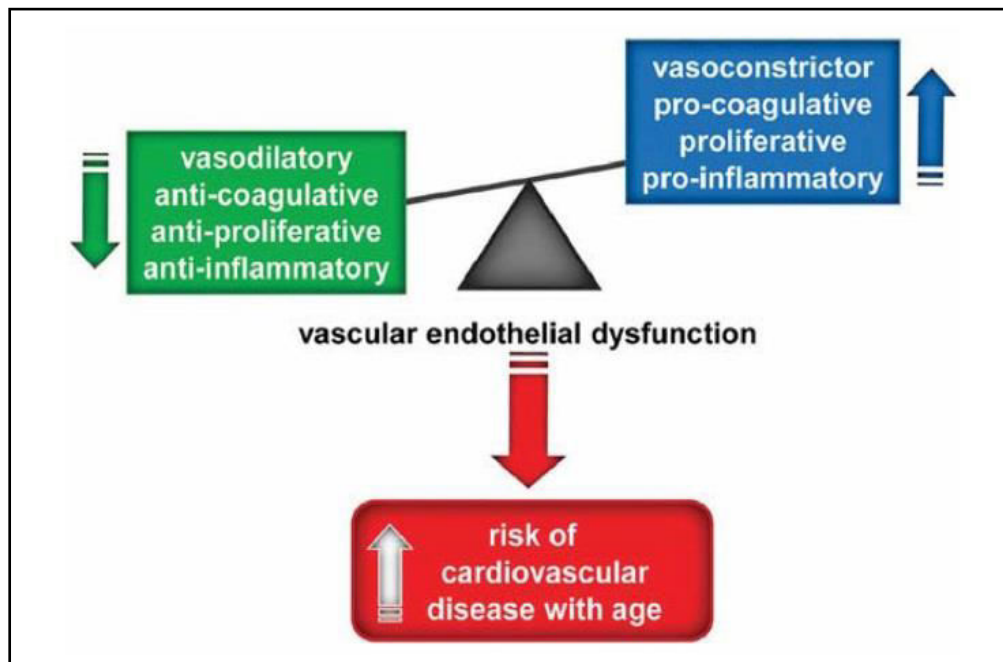 vasodilatory
anti-coagulative
anti-proliferative
anti-inflammatory
vasoconstrictor
pro-coagulative
proliferative
pro-inflammatory
vascular endothelial dysfunction
risk of
cardiovascular
disease with age